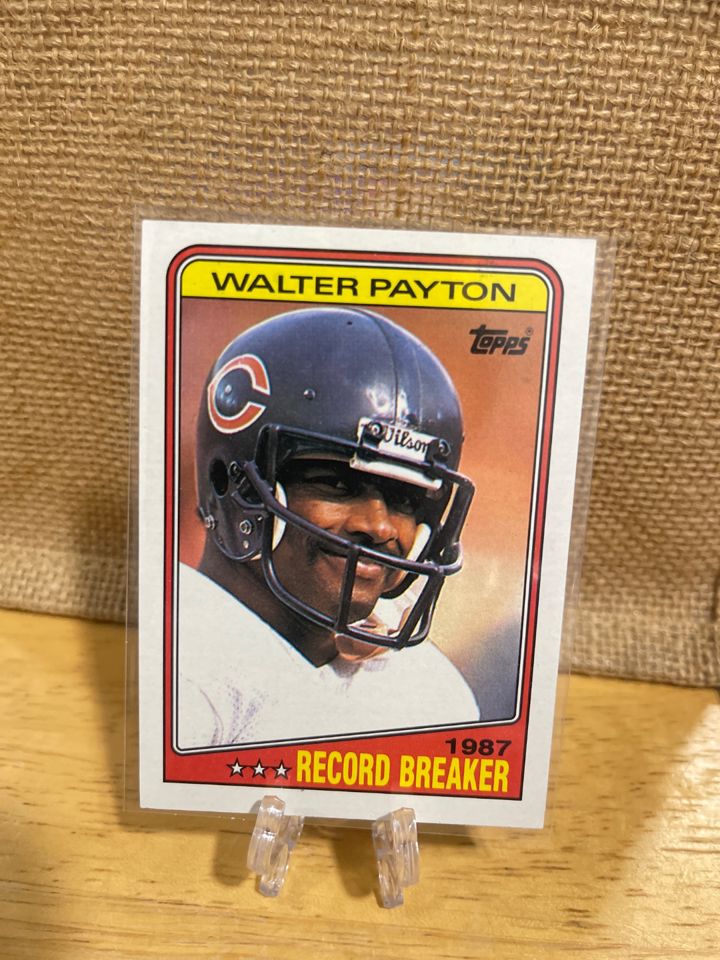 WALTER PAYTON
Topps®
Wilson
1987
RECORD BREAKER